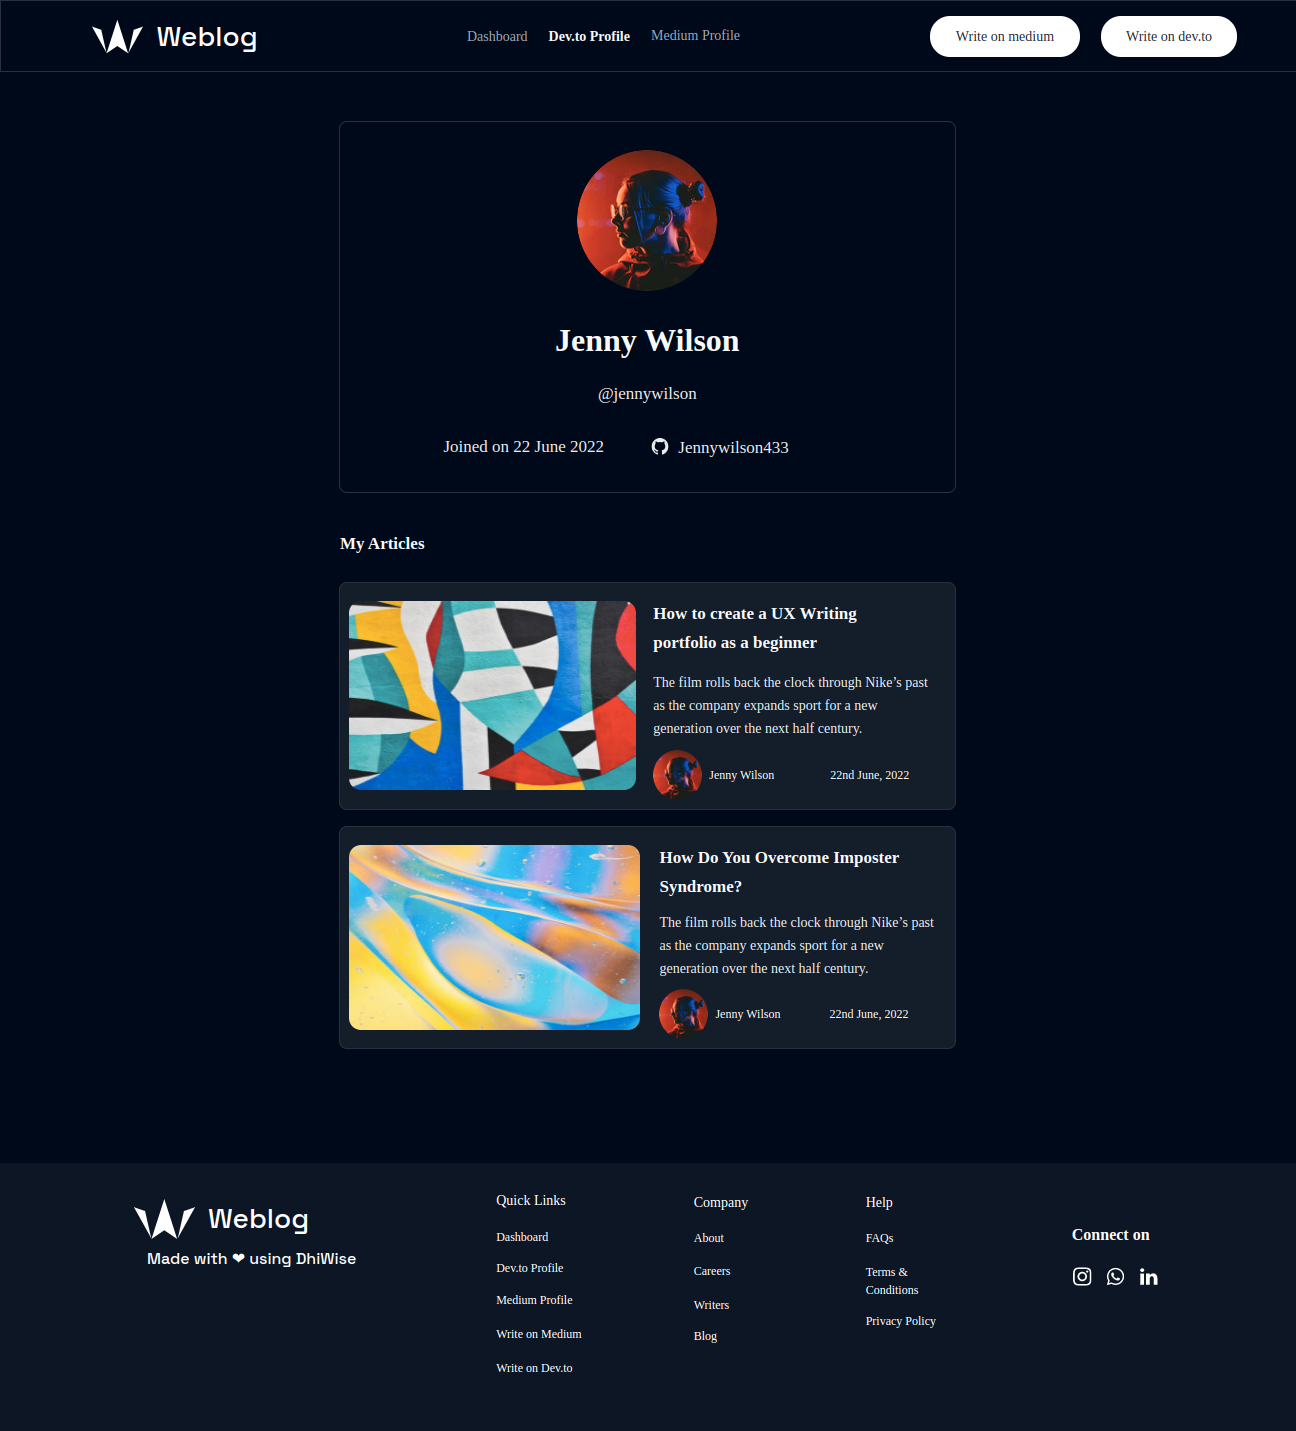 Weblog
Dashboard
Dev.to Profile
Medium Profile
Write on medium
Write on dev.to
Jenny Wilson
@jennywilson
Joined on 22 June 2022
Jennywilson433
My Articles
How to create a UX Writing
portfolio as a beginner
The film rolls back the clock through Nike’s past
as the company expands sport for a new
generation over the next half century.
Jenny Wilson
22nd June, 2022
How Do You Overcome Imposter
Syndrome?
The film rolls back the clock through Nike’s past
as the company expands sport for a new
generation over the next half century.
Jenny Wilson
22nd June, 2022
Weblog
Made with ❤ using DhiWise
Quick Links
Dashboard
Dev.to Profile
Medium Profile
Write on Medium
Write on Dev.to
Company
About
Careers
Writers
Blog
Help
FAQs
Terms &
Conditions
Privacy Policy
Connect on